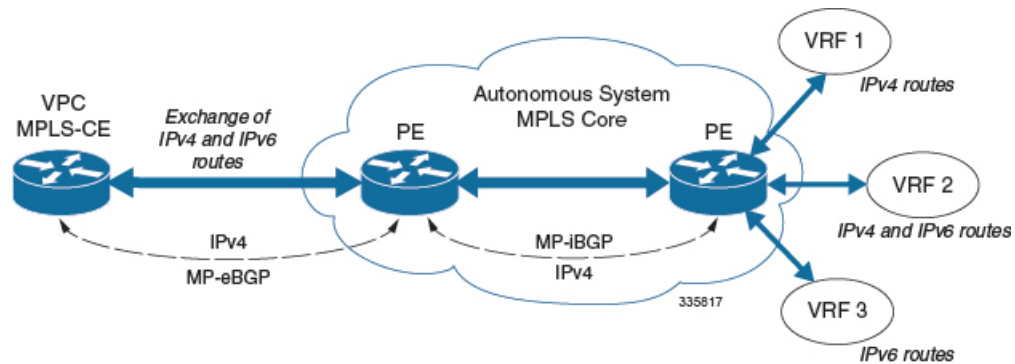 VPC
MPLS-CE
Exchange of
IPv4 and IPv6
routes
IPv4
MP-eBGP
PE
Autonomous System
MPLS Core
PE
MP-iBGP
IPv4
335817
VRF 1
IPv4 routes
VRF 2
IPv4 and IPv6 routes
VRF 3
IPv6 routes